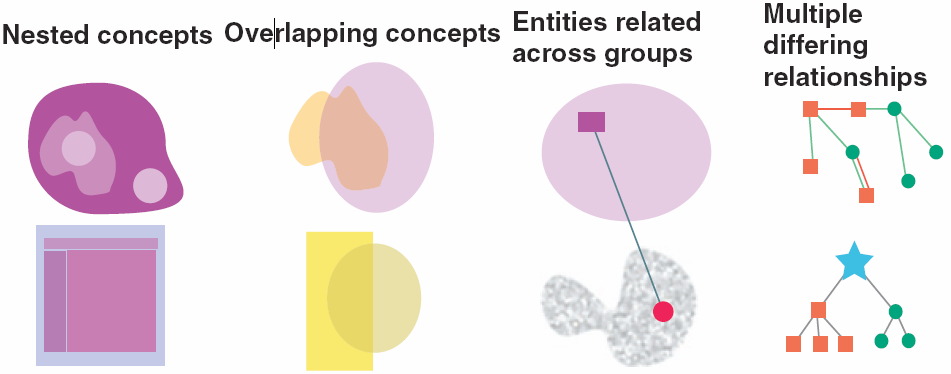 Nested concepts
Overlapping concepts
Entities related
across groups
Multiple
differing
relationships